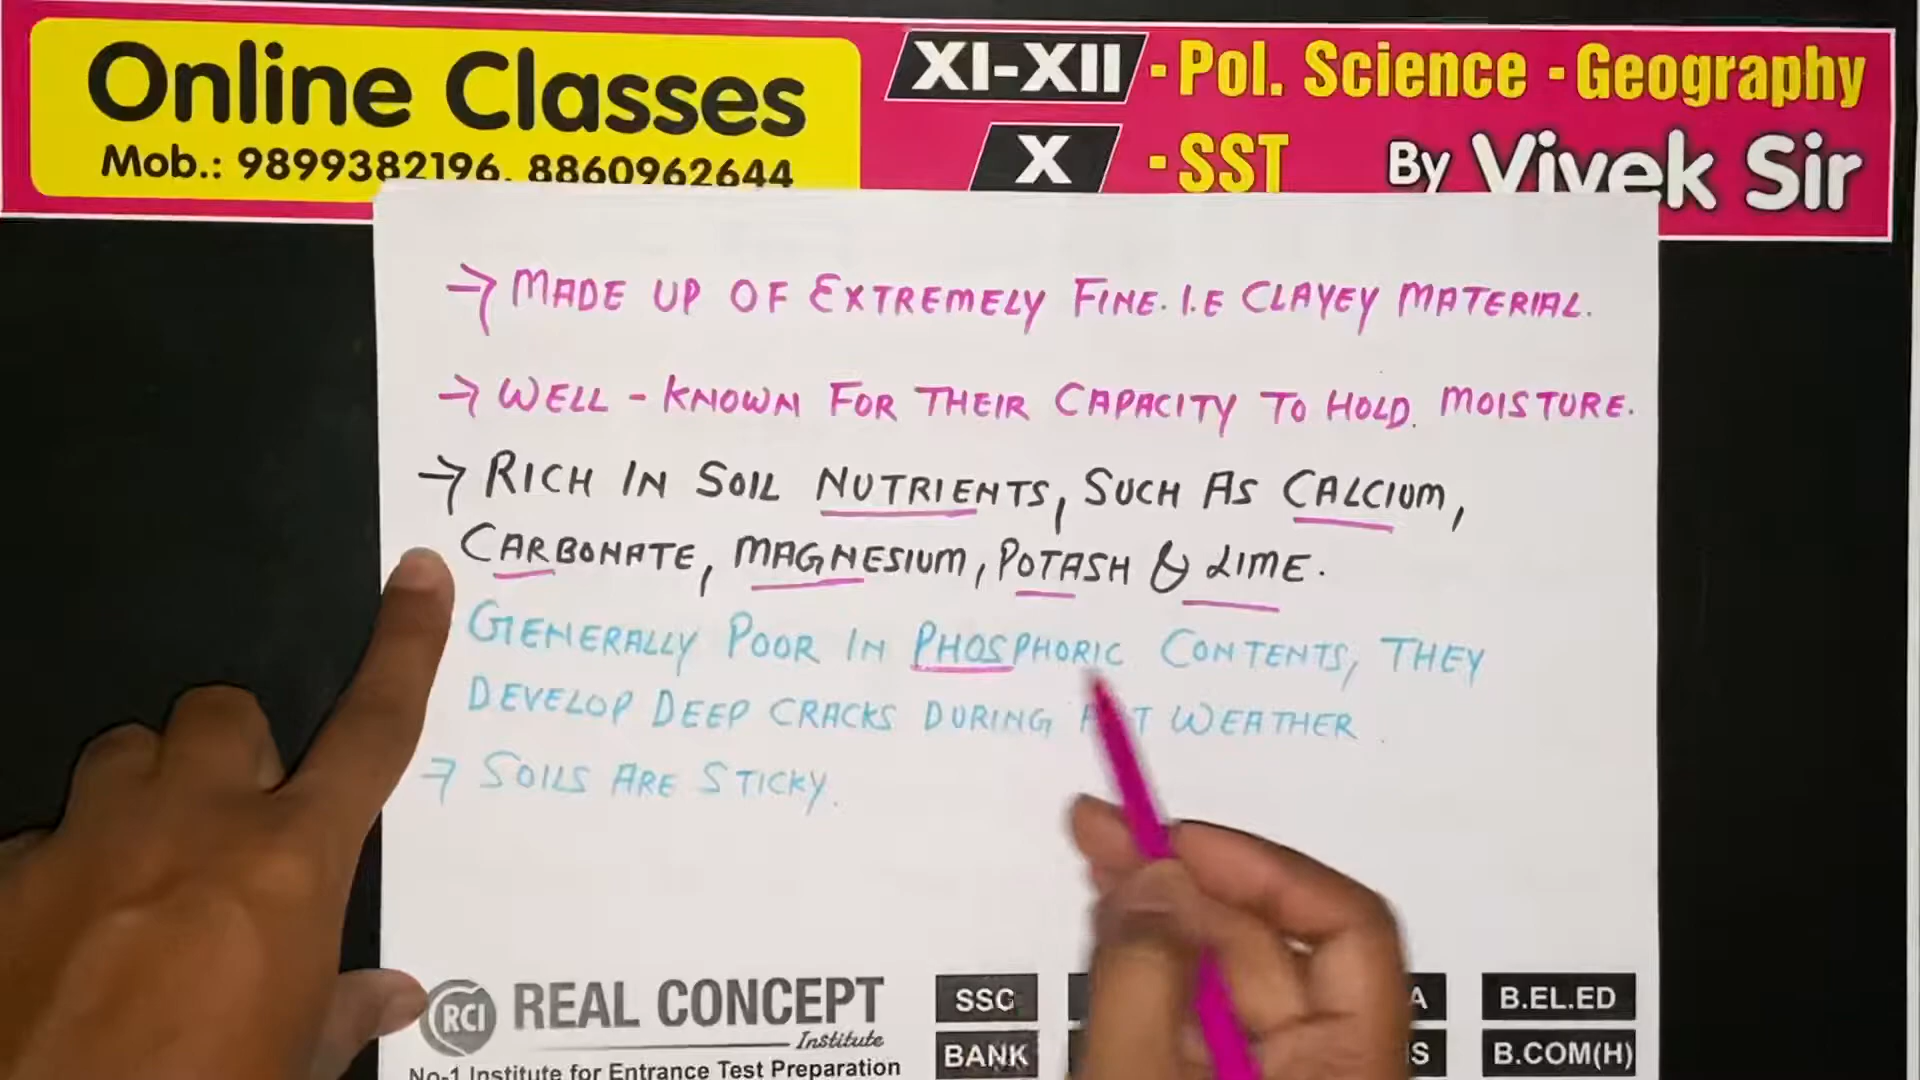 Online Classes
Mob.: 9899382196, 8860962644
XI-XII - Pol. Science - Geography
X - SST By Vivek Sir
→ MADE UP OF EXTREMELY FINE. I.E CLAYEY MATERIAL.
→ WELL - KNOWN FOR THEIR CAPACITY TO HOLD. MOISTURE.
→ RICH IN SOIL NUTRIENTS, SUCH AS CALCIUM,
CARBONATE, MAGNESIUM, POTASH & LIME.
GENERALLY POOR IN PHOSPHORIC CONTENTS, THEY
DEVELOP DEEP CRACKS DURING WEATHER.
→ SOILS ARE STICKY.
RCI REAL CONCEPT
Institute
No-1 Institute for Entrance Test Preparation
SSC B.EL.ED
BANK B.COM(H)